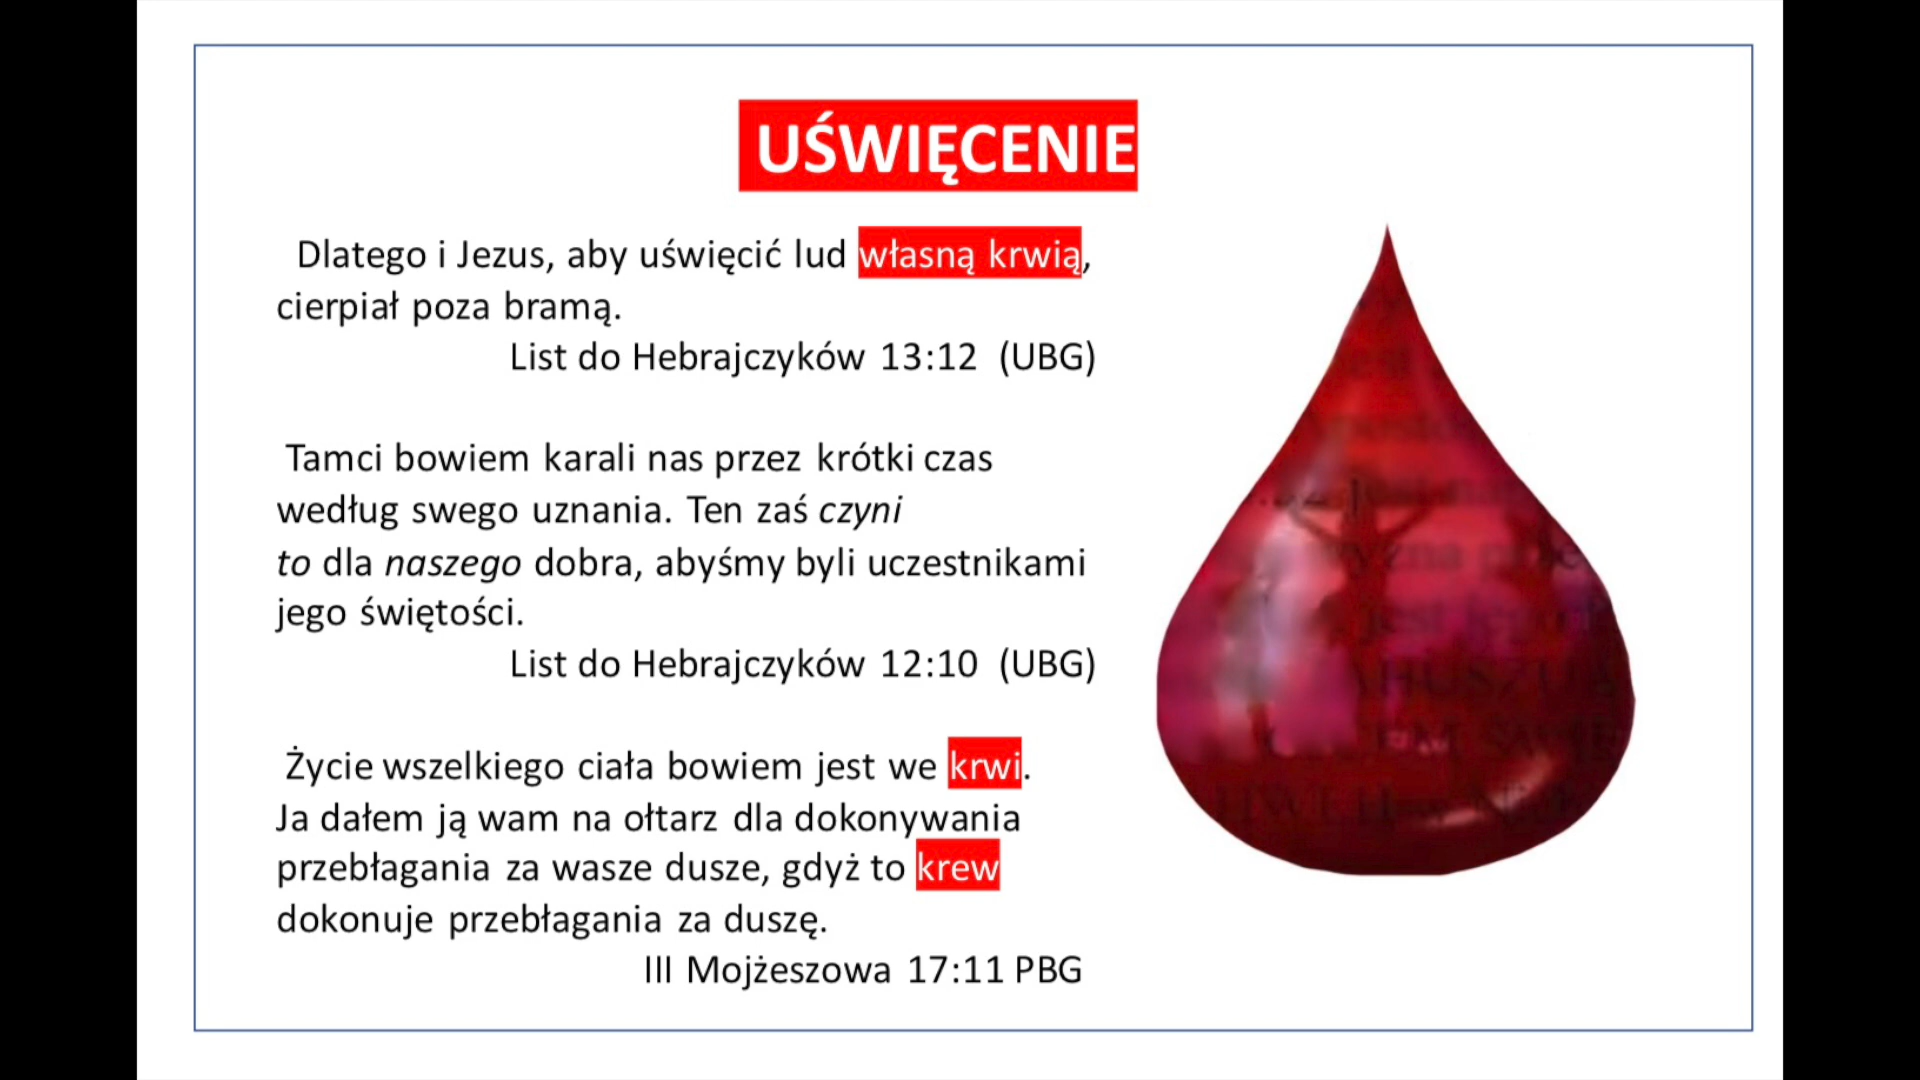 UŚWIĘCENIE
Dlatego i Jezus, aby uświęcić lud własną krwią,
cierpiał poza bramą.
List do Hebrajczyków 13:12 (UBG)
Tamci bowiem karali nas przez krótki czas
według swego uznania. Ten zaś czyni
to dla naszego dobra, abyśmy byli uczestnikami
jego świętości.
List do Hebrajczyków 12:10 (UBG)
Życie wszelkiego ciała bowiem jest we krwi.
Ja dałem ją wam na ołtarz dla dokonywania
przebłagania za wasze dusze, gdyż to krew
dokonuje przebłagania za duszę.
III Mojżeszowa 17:11 PBG